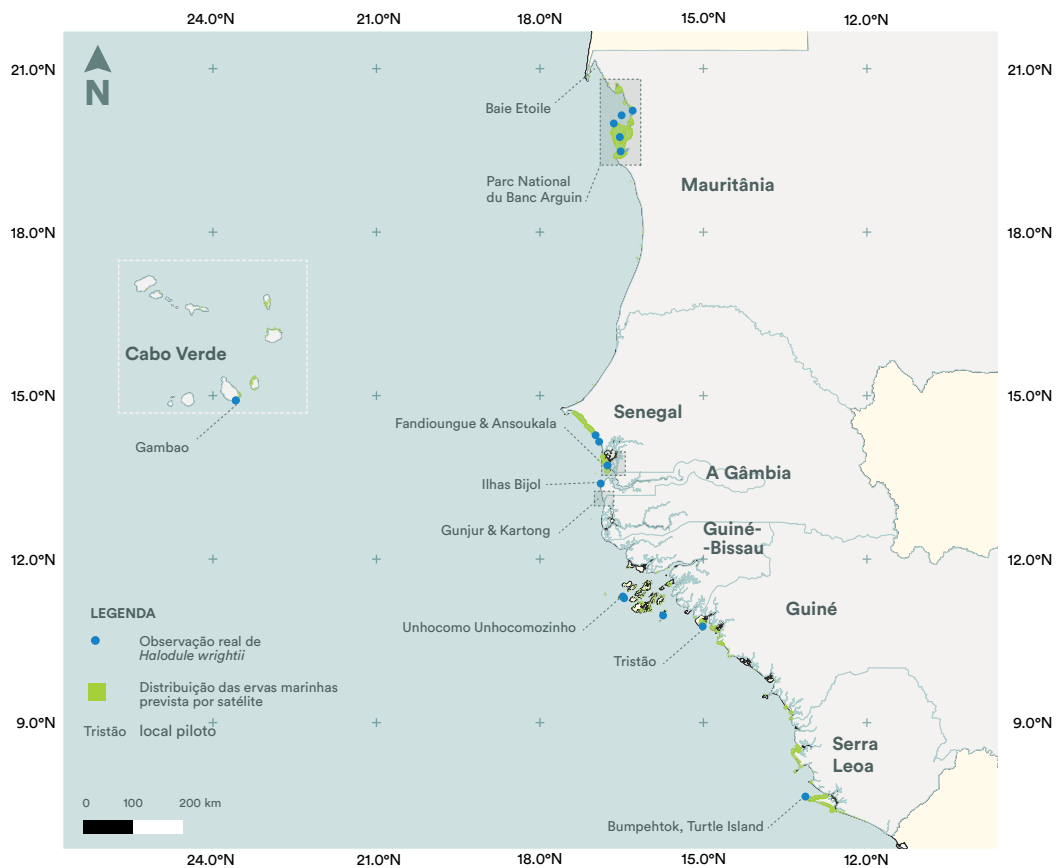 24.0°N 21.0°N 18.0°N 15.0°N 12.0°N
21.0°N 21.0°N
N
Baie Etoile
Parc National
du Banc Arguin
Mauritânia
18.0°N 18.0°N
Cabo Verde
15.0°N 15.0°N
Senegal
Fandioungue & Ansoukala
Gambao
A Gâmbia
Ilhas Bijol
Gunjur & Kartong
Guiné-
-Bissau
12.0°N 12.0°N
Guiné
LEGENDA
Unhocomo Unhocomozinho
Observação real de
Halodule wrightii
Tristão
Distribuição das ervas marinhas
prevista por satélite
9.0°N 9.0°N
Tristão local piloto
Serra
Leoa
0 100 200 km
Bumpehtok, Turtle Island
24.0°N 21.0°N 18.0°N 15.0°N 12.0°N